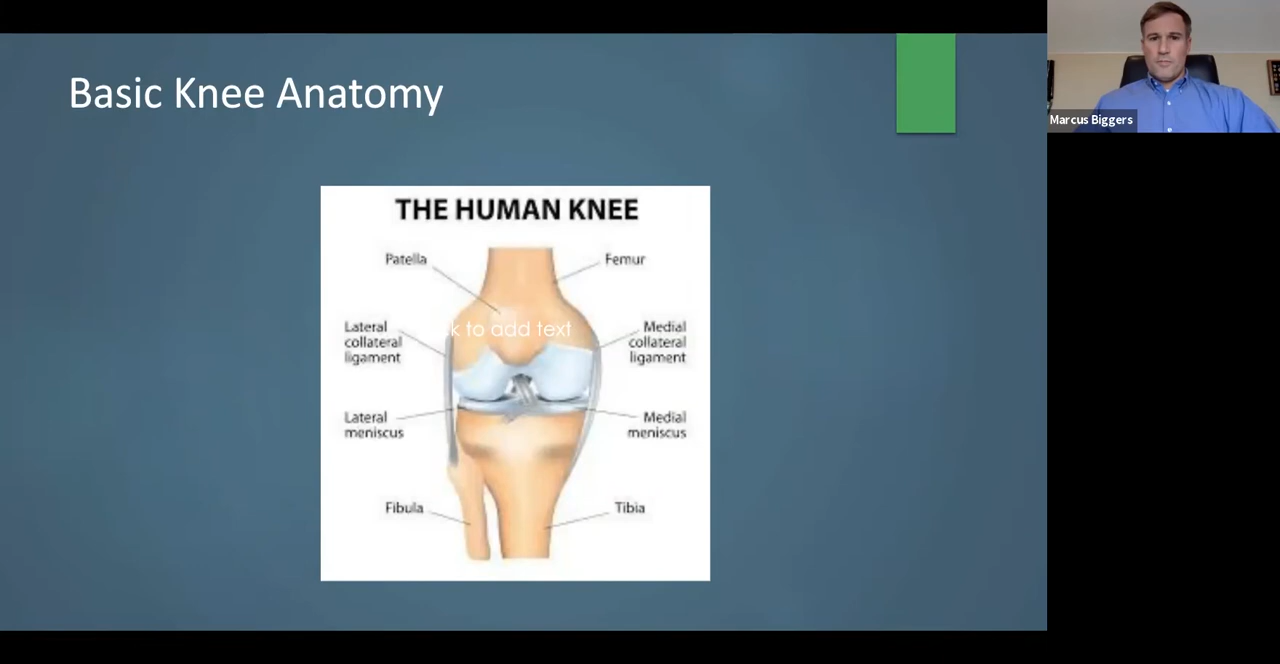 Basic Knee Anatomy
THE HUMAN KNEE
Patella
Femur
Lateral
collateral
ligament
k to add text
Medial
collateral
ligament
Lateral
meniscus
Medial
meniscus
Fibula
Tibia
Marcus Biggers